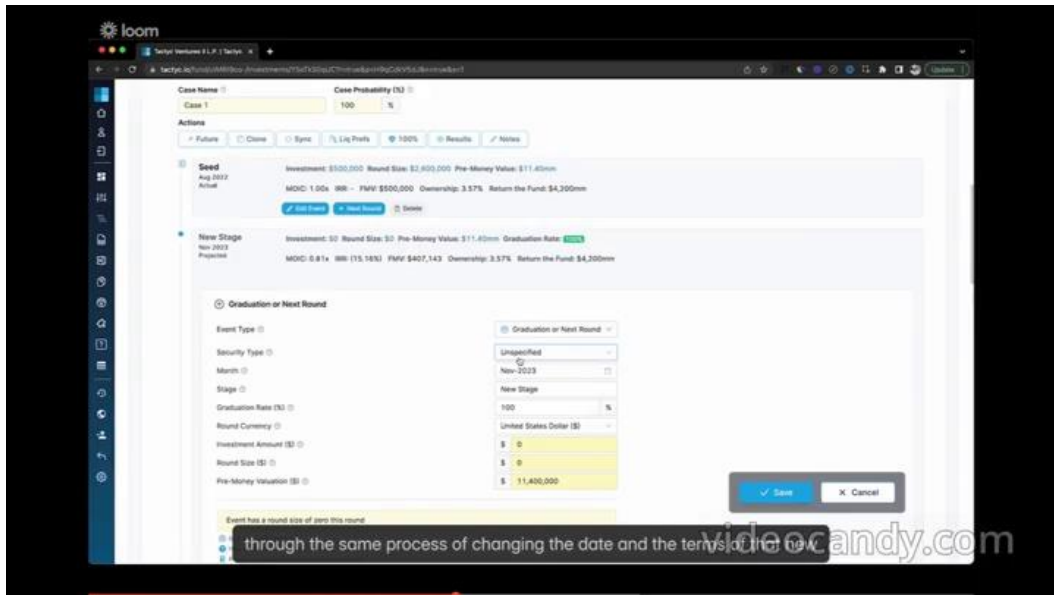 loom
Tactyc Ventures II L.P. | Tactyc
Update
Case Name
Case Probability (%)
Case 1
100 %
Actions
Future Clone Sync Liq Prefs 100% Results Notes
Seed
Aug 2022
Actual
Investment: $500,000 Round Size: $2,600,000 Pre-Money Value: $11.40mm
MOIC: 1.00x IRR: - FMV: $500,000 Ownership: 3.57% Return the Fund: $4,200mm
Edit Event Next Round Delete
New Stage
Nov 2023
Projected
Investment: $0 Round Size: $0 Pre-Money Value: $11.40mm Graduation Rate: 100%
MOIC: 0.81x IRR: (15.16%) FMV: $407,143 Ownership: 3.57% Return the Fund: $4,200mm
Graduation or Next Round
Event Type Graduation or Next Round
Security Type Unspecified
Month Nov-2023
Stage New Stage
Graduation Rate (%) 100 %
Round Currency United States Dollar ($)
Investment Amount ($) $ 0
Round Size ($) $ 0
Pre-Money Valuation ($) $ 11,400,000
Save Cancel
Event has a round size of zero this round
through the same process of changing the date and the terms of that new
videocandy.com